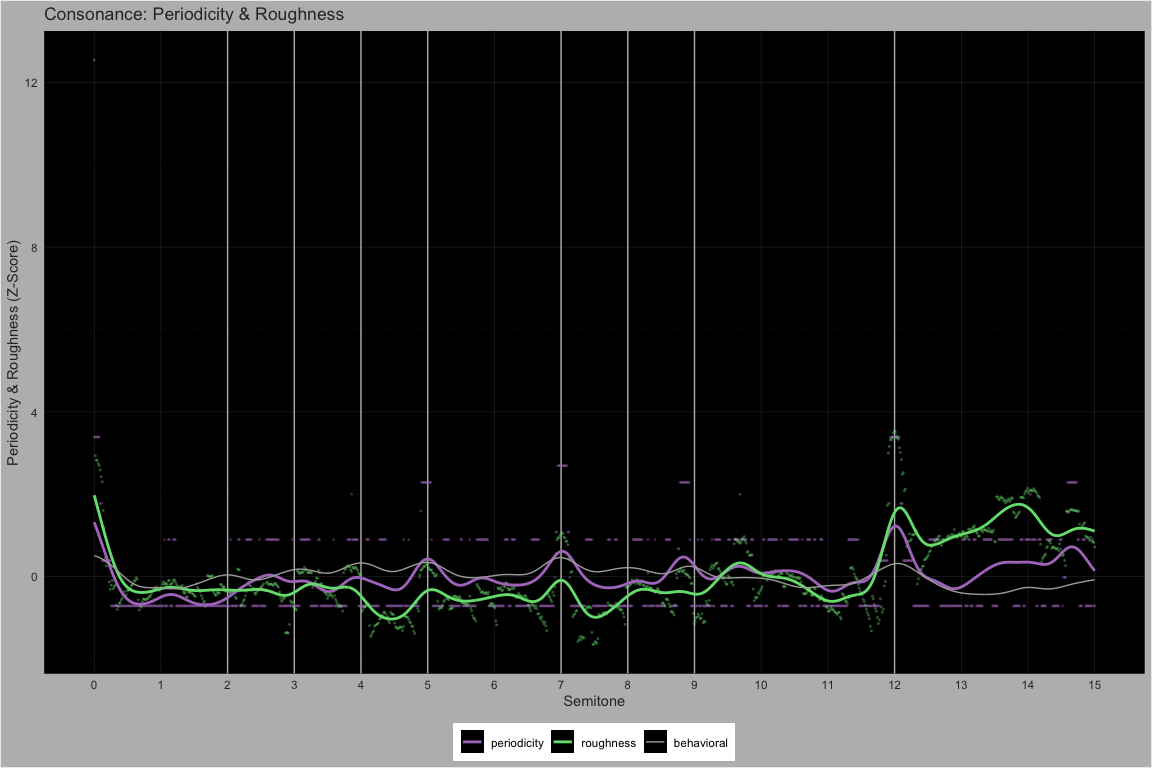 Consonance: Periodicity & Roughness
Periodicity & Roughness (Z-Score)
12
8
4
0
0 1 2 3 4 5 6 7 8 9 10 11 12 13 14 15
Semitone
periodicity roughness behavioral